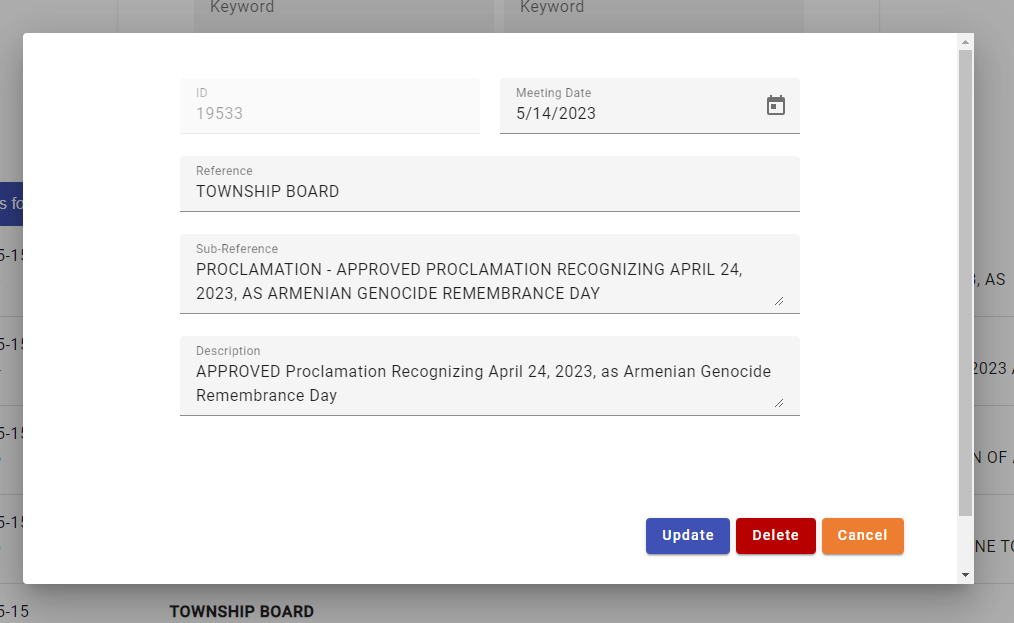 Keyword
Keyword
ID
19533
Meeting Date
5/14/2023
Reference
TOWNSHIP BOARD
Sub-Reference
PROCLAMATION - APPROVED PROCLAMATION RECOGNIZING APRIL 24,
2023, AS ARMENIAN GENOCIDE REMEMBRANCE DAY
Description
APPROVED Proclamation Recognizing April 24, 2023, as Armenian Genocide
Remembrance Day
Update
Delete
Cancel
s fo
5-15
, AS
5-15
2023
5-15
N OF
5-15
NE TO
5-15
TOWNSHIP BOARD